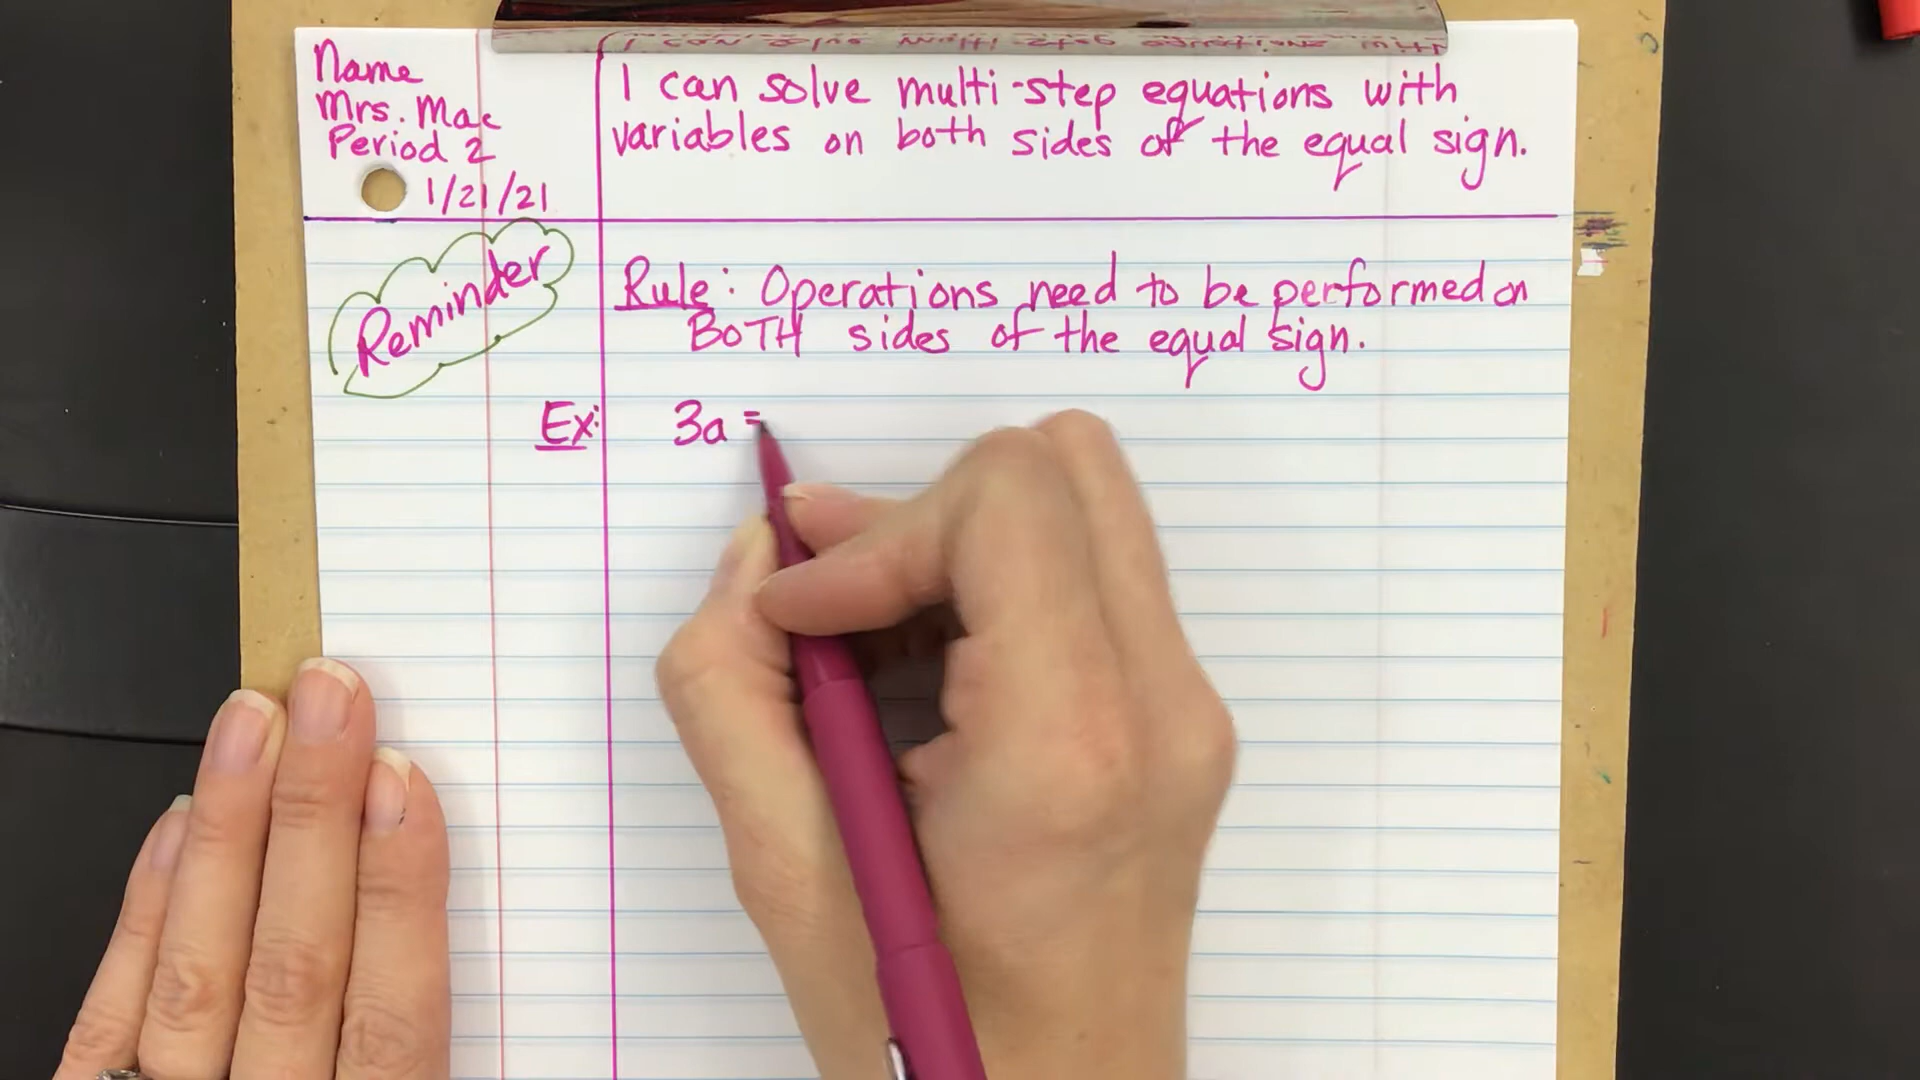 Name
Mrs. Mac
Period 2
1/21/21
I can solve multi-step equations with
variables on both sides of the equal sign.
Reminder
Rule: Operations need to be performed on
BOTH sides of the equal sign.
Ex: 3a =